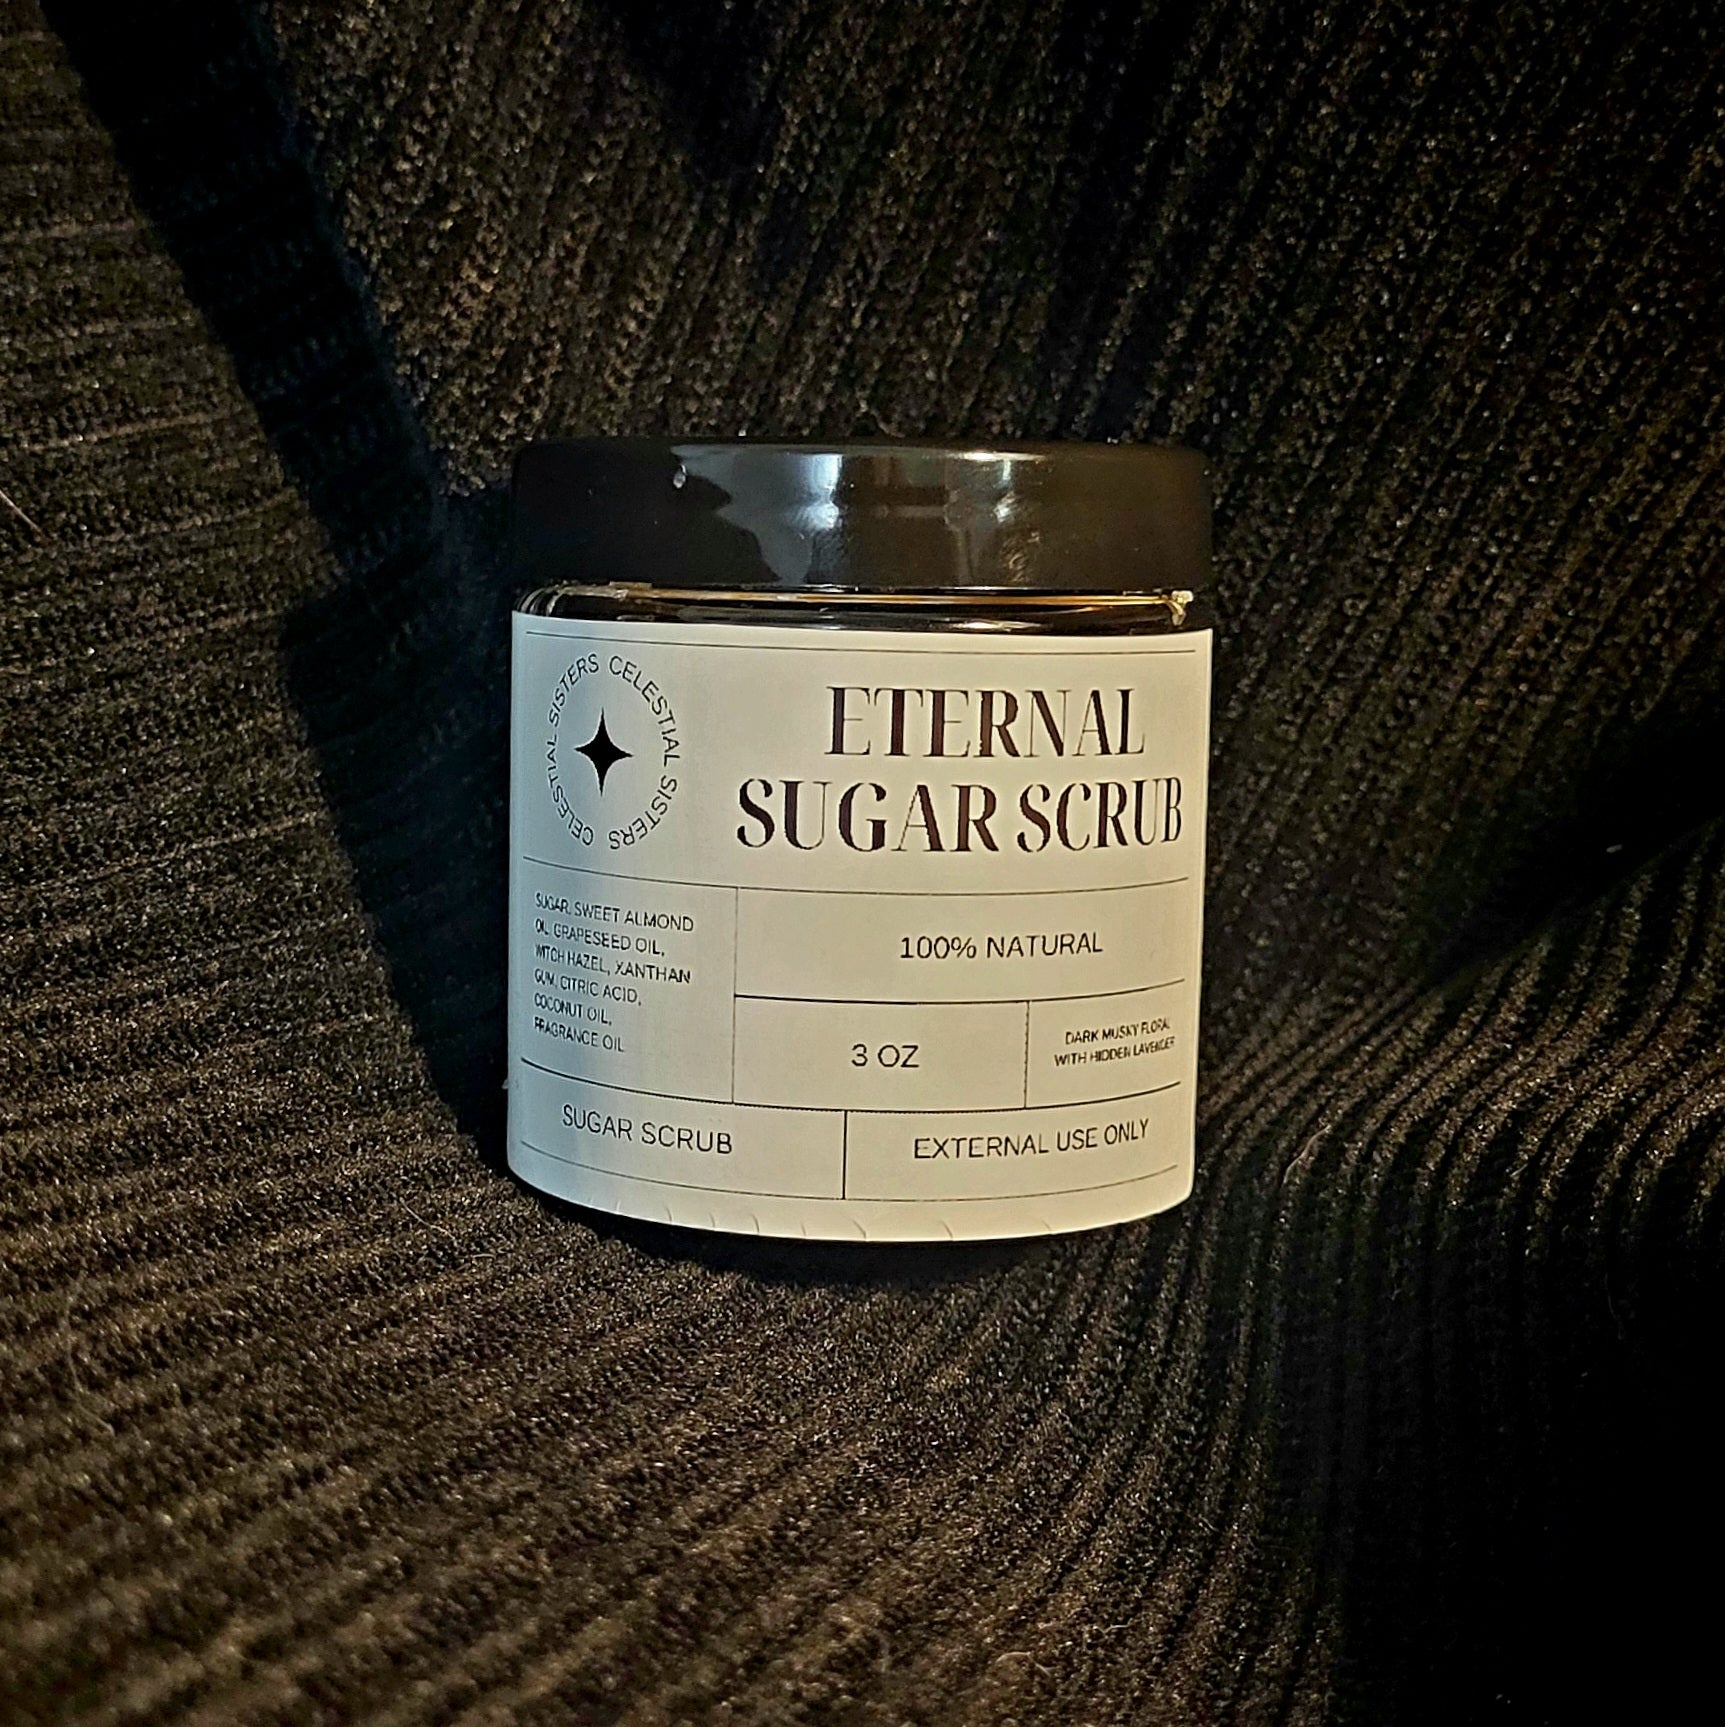 CELESTIAL SISTERS CELESTIAL SISTERS
ETERNAL
SUGAR SCRUB
SUGAR, SWEET ALMOND
OIL, GRAPESEED OIL,
WITCH HAZEL, XANTHAN
GUM, CITRIC ACID,
COCONUT OIL,
FRAGRANCE OIL
100% NATURAL
3 OZ
DARK MUSKY FLORAL
WITH HIDDEN LAVENDER
SUGAR SCRUB
EXTERNAL USE ONLY